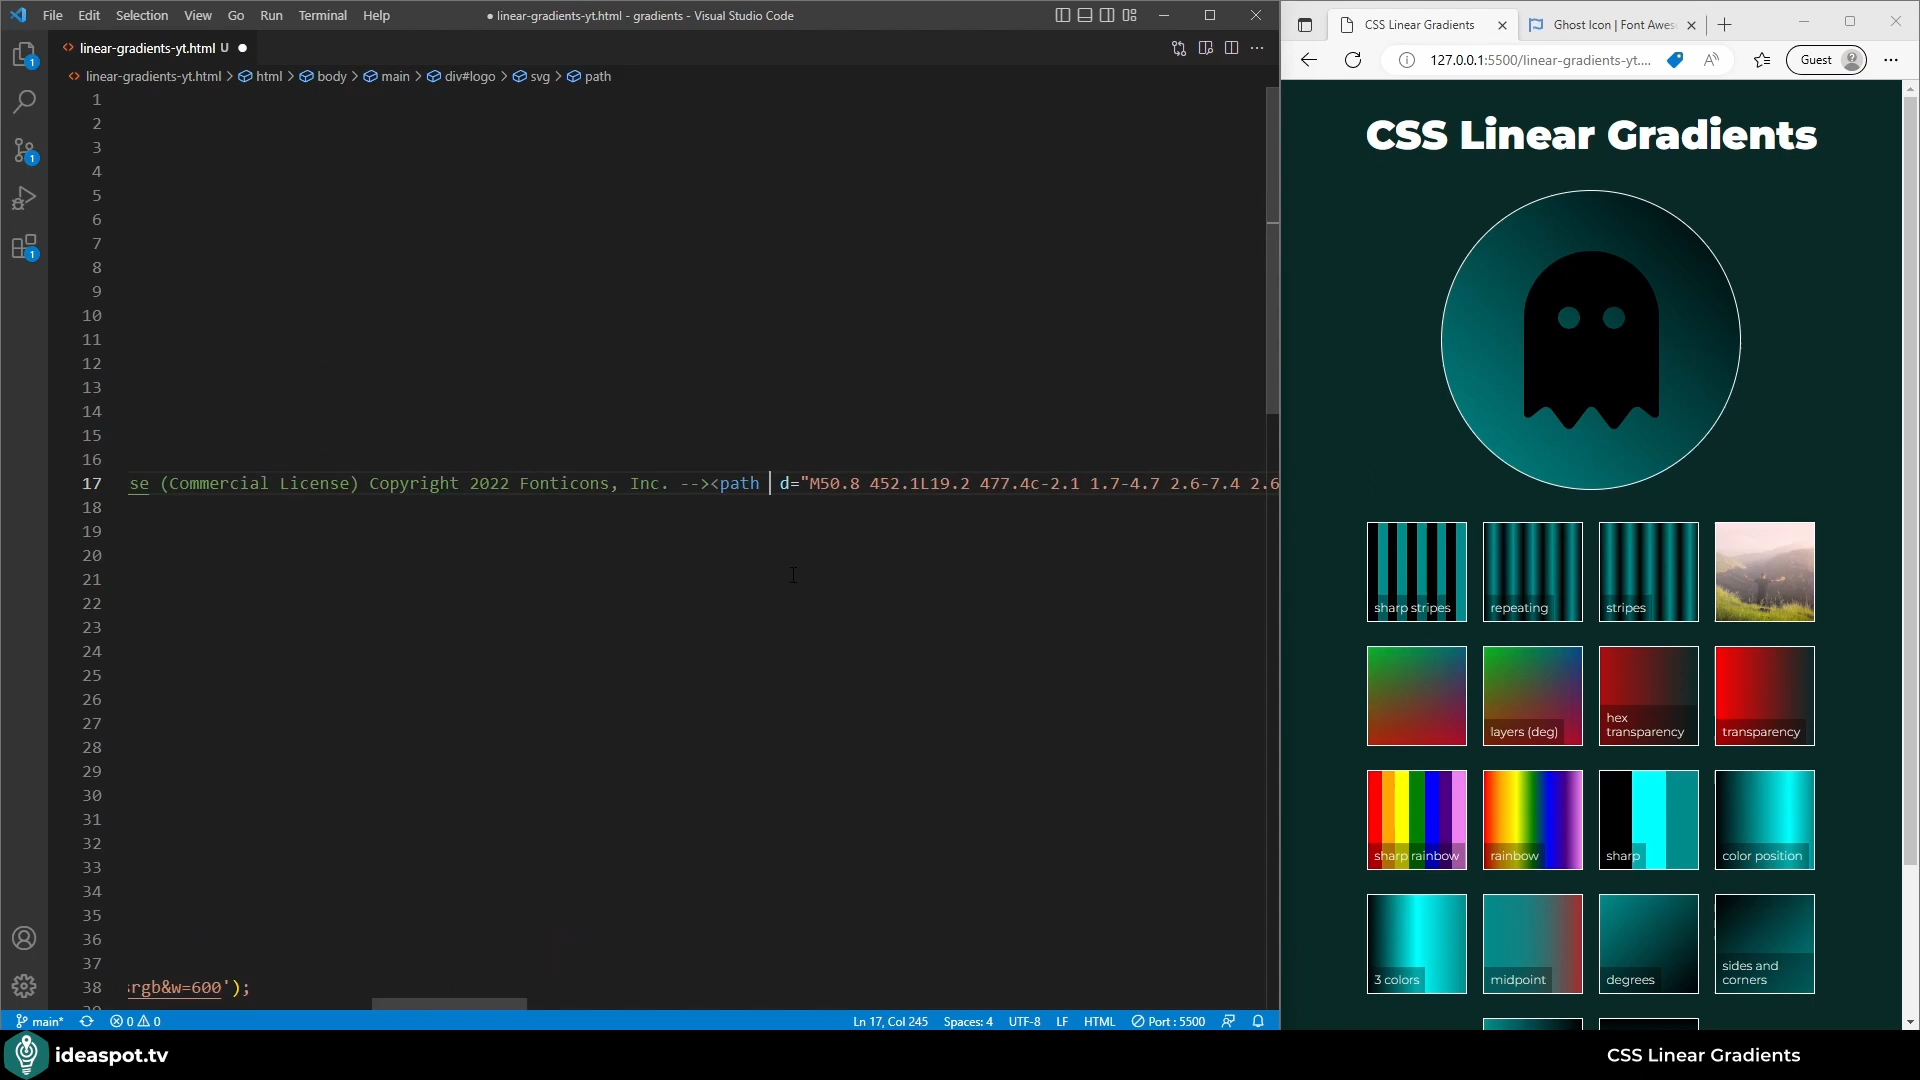 File Edit Selection View Go Run Terminal Help
● linear-gradients-yt.html - gradients - Visual Studio Code
linear-gradients-yt.html U ●
linear-gradients-yt.html > html > body > main > div#logo > svg > path
1
2
3
4
5
6
7
8
9
10
11
12
13
14
15
16
17 se (Commercial License) Copyright 2022 Fonticons, Inc. --><path d="M50.8 452.1L19.2 477.4c-2.1 1.7-4.7 2.6-7.4 2.6
18
19
20
21
22
23
24
25
26
27
28
29
30
31
32
33
34
35
36
37
38 rgb&w=600');
1
1
1
main* 0 0 Ln 17, Col 245 Spaces: 4 UTF-8 LF HTML Port : 5500
CSS Linear Gradients
Ghost Icon | Font Awes
127.0.0.1:5500/linear-gradients-yt.... Guest
CSS Linear Gradients
sharp stripes
repeating
stripes
layers (deg)
hex
transparency
transparency
sharp rainbow
rainbow
sharp
color position
3 colors
midpoint
degrees
sides and
corners
ideaspot.tv
CSS Linear Gradients